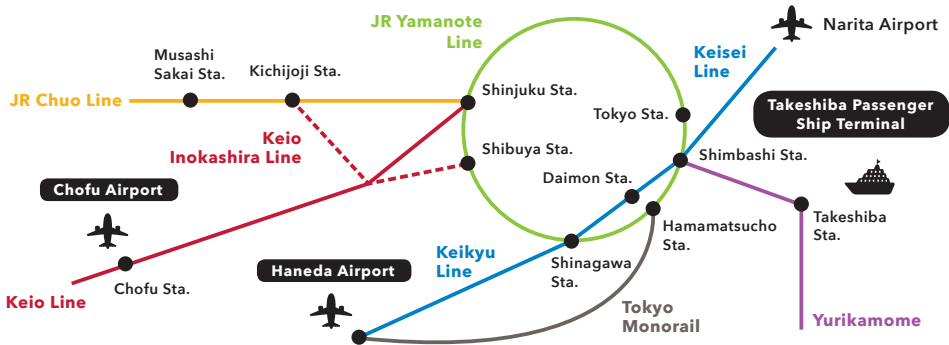 JR Yamanote
Line
Narita Airport
Keisei
Line
Musashi
Sakai Sta.
Kichijoji Sta.
JR Chuo Line
Shinjuku Sta.
Tokyo Sta.
Takeshiba Passenger
Ship Terminal
Keio
Inokashira Line
Shibuya Sta.
Shimbashi Sta.
Daimon Sta.
Chofu Airport
Takeshiba
Sta.
Hamamatsucho
Sta.
Keikyu
Line
Haneda Airport
Shinagawa
Sta.
Chofu Sta.
Keio Line
Tokyo
Monorail
Yurikamome